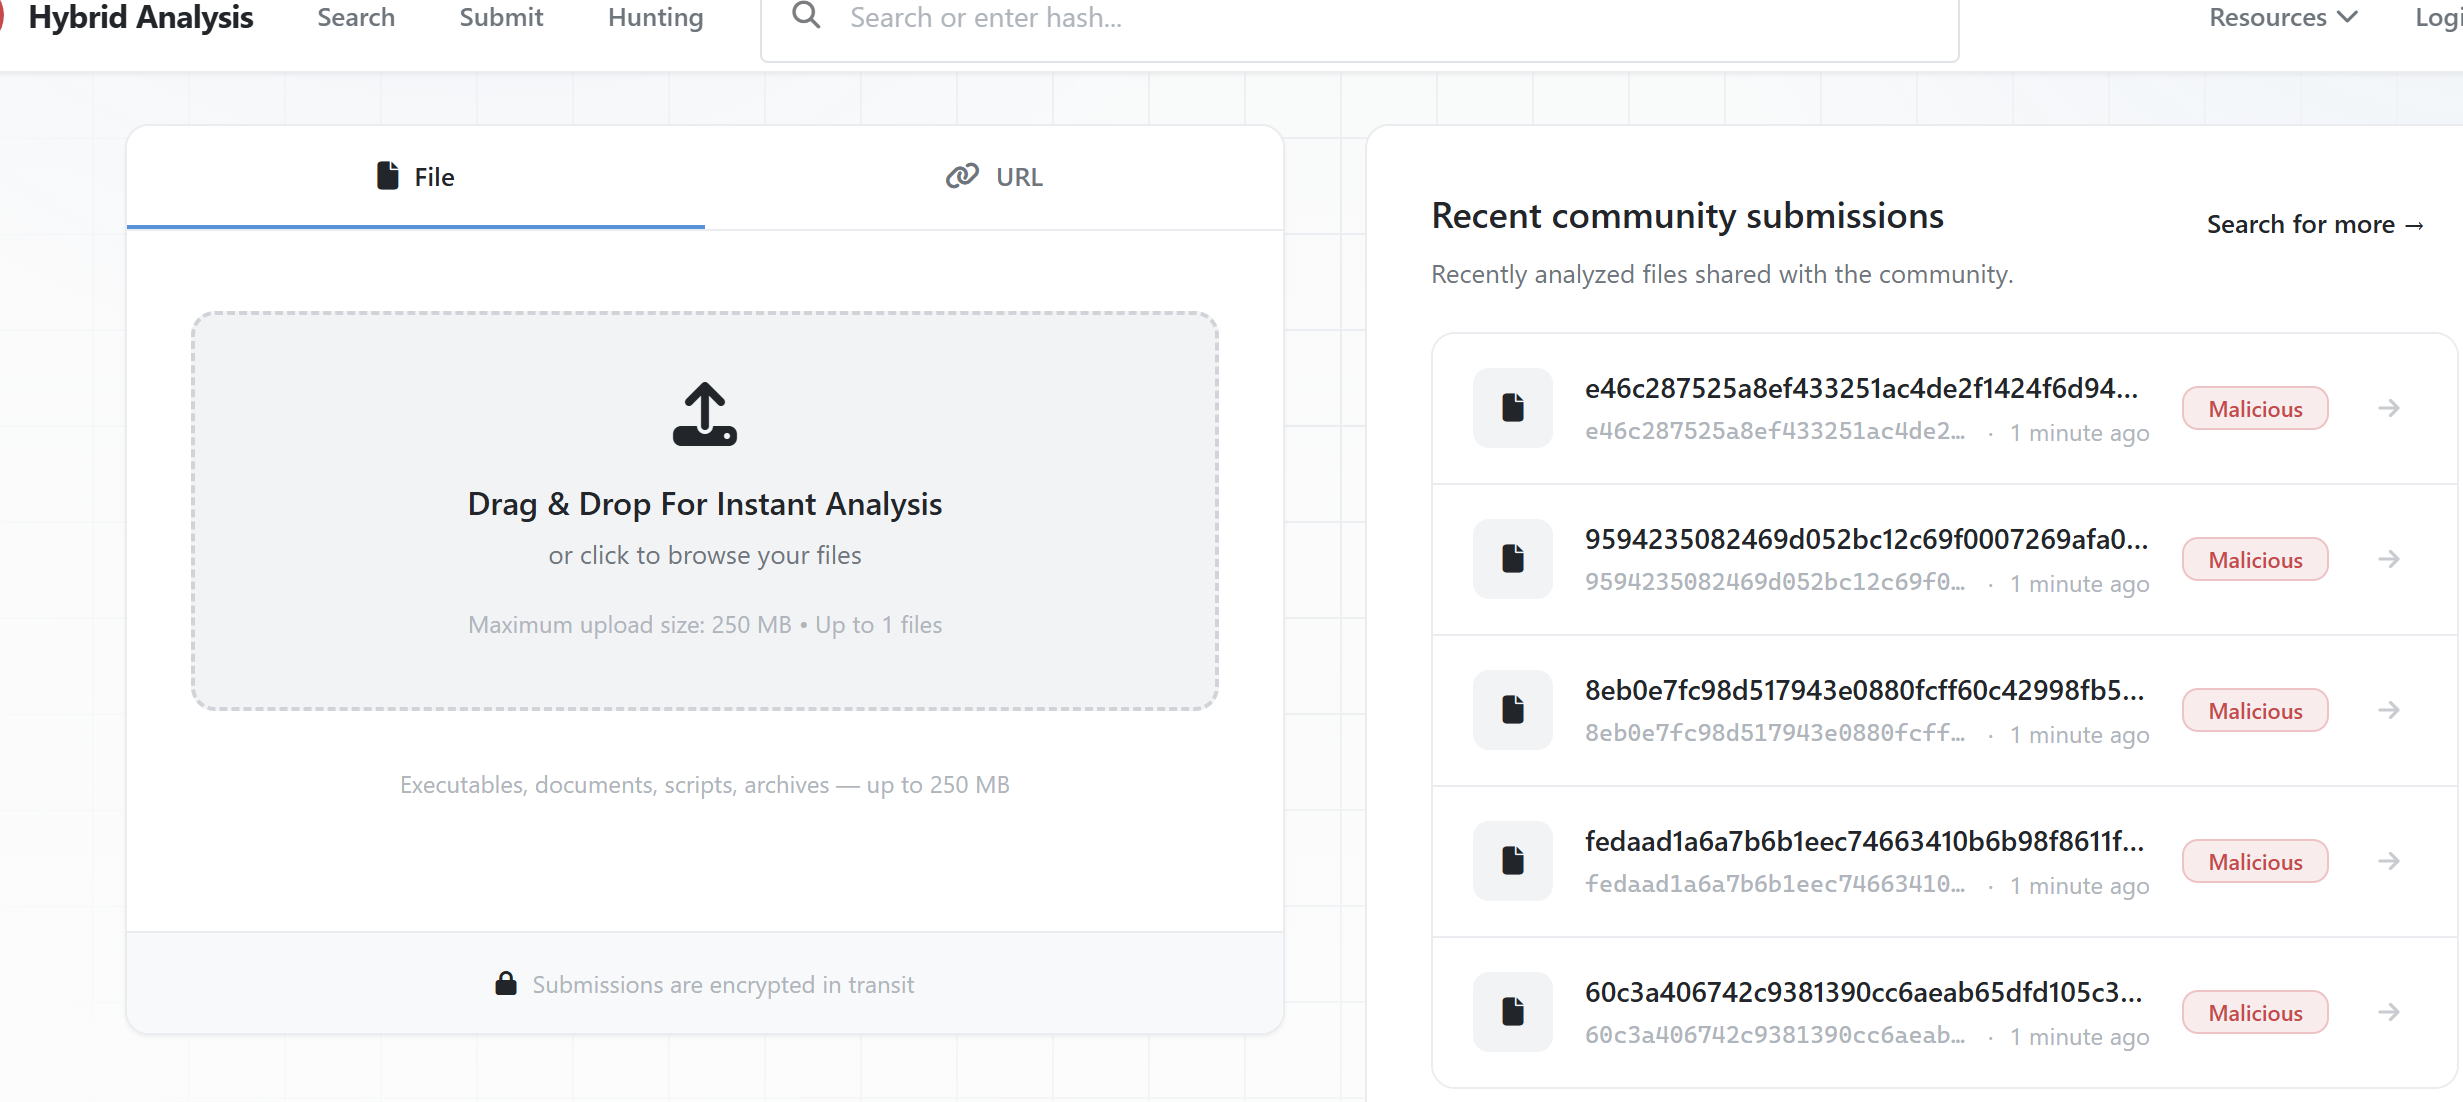 Hybrid Analysis
Search
Submit
Hunting
Search or enter hash...
Resources
Logi
File
URL
Drag & Drop For Instant Analysis
or click to browse your files
Maximum upload size: 250 MB • Up to 1 files
Executables, documents, scripts, archives — up to 250 MB
Submissions are encrypted in transit
Recent community submissions
Search for more →
Recently analyzed files shared with the community.
e46c287525a8ef433251ac4de2f1424f6d94...
e46c287525a8ef433251ac4de2... · 1 minute ago
Malicious
9594235082469d052bc12c69f0007269afa0...
9594235082469d052bc12c69f0... · 1 minute ago
Malicious
8eb0e7fc98d517943e0880fcff60c42998fb5...
8eb0e7fc98d517943e0880fcff... · 1 minute ago
Malicious
fedaad1a6a7b6b1eec74663410b6b98f8611f...
fedaad1a6a7b6b1eec74663410... · 1 minute ago
Malicious
60c3a406742c9381390cc6aeab65dfd105c3...
60c3a406742c9381390cc6aeab... · 1 minute ago
Malicious